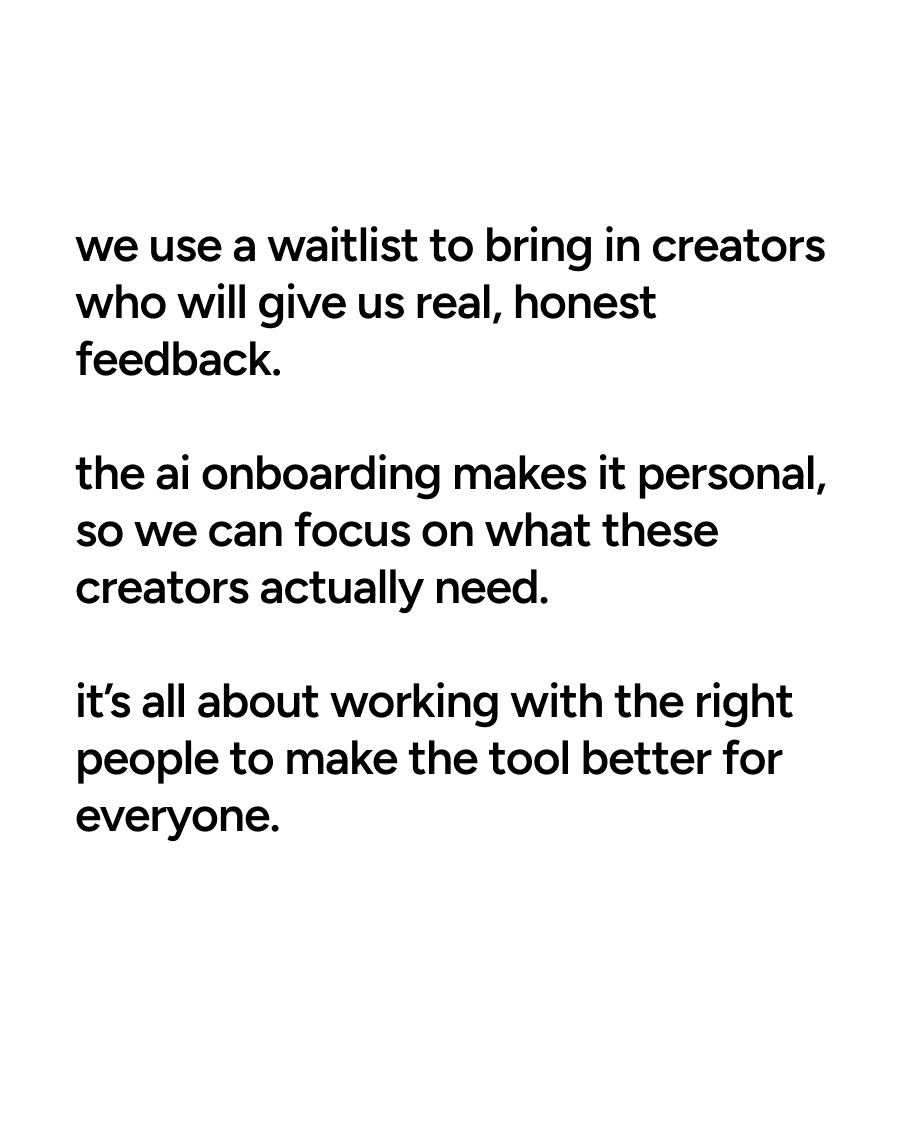 we use a waitlist to bring in creators
who will give us real, honest
feedback.
the ai onboarding makes it personal,
so we can focus on what these
creators actually need.
it’s all about working with the right
people to make the tool better for
everyone.